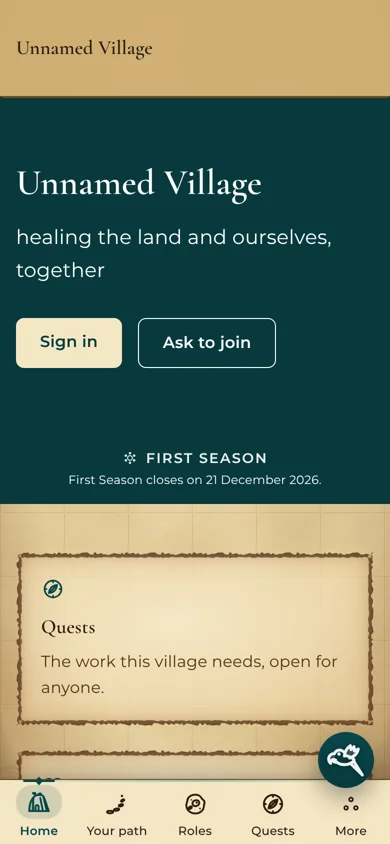 Unnamed Village
Unnamed Village
healing the land and ourselves,
together
Sign in
Ask to join
FIRST SEASON
First Season closes on 21 December 2026.
Quests
The work this village needs, open for
anyone.
Home
Your path
Roles
Quests
More